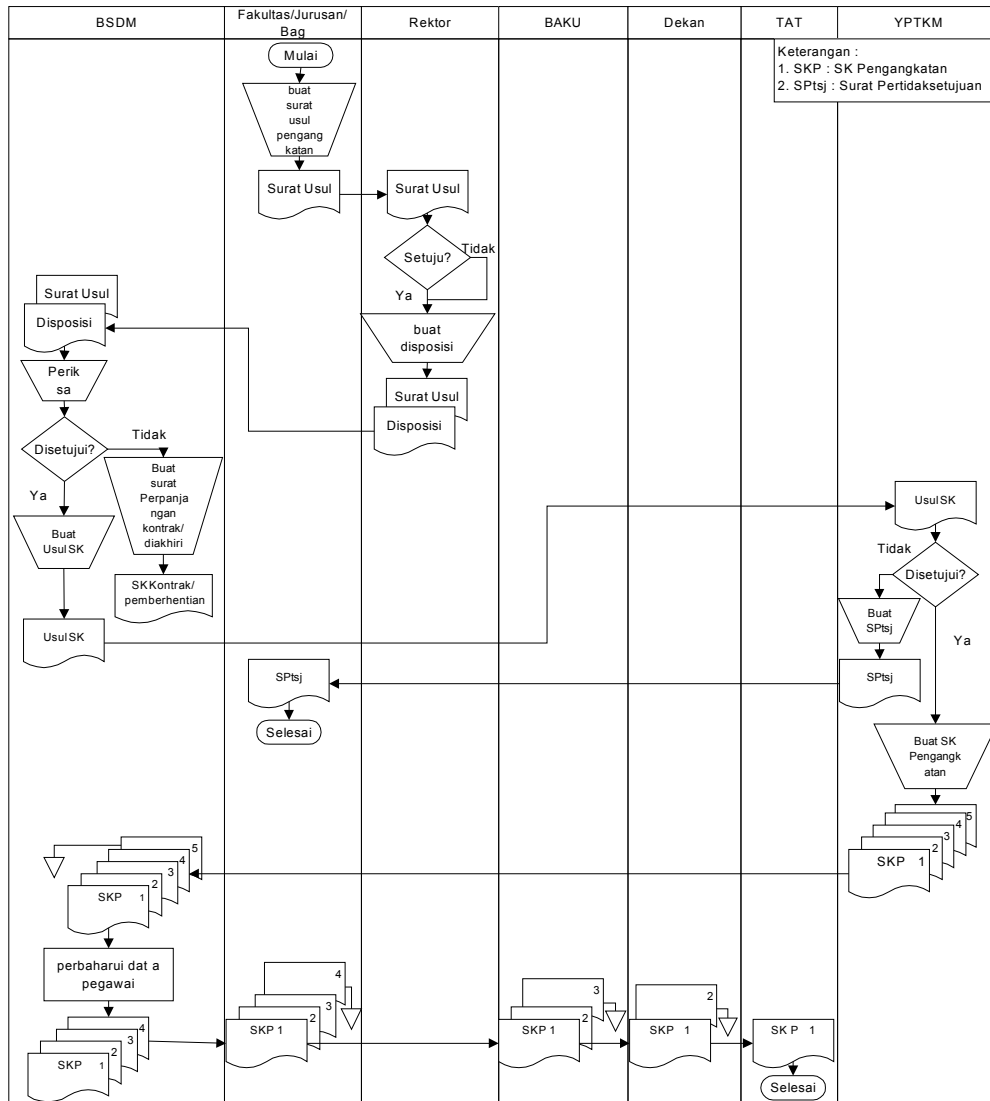 BSDM
Fakultas/Jurusan/
Bag
Rektor
BAKU
Dekan
TAT
YPTKM
Keterangan :
1. SKP : SK Pengangkatan
2. SPtsj : Surat Pertidaksetujuan
Mulai
buat
surat
usul
pengang
katan
Surat Usul
Surat Usul
Setuju?
Tidak
Ya
buat
disposisi
Surat Usul
Disposisi
Surat Usul
Disposisi
Perik
sa
Disetujui?
Tidak
Ya
Buat
surat
Perpanja
ngan
kontrak/
diakhiri
SK Kontrak/
pemberhentian
Buat
Usul SK
Usul SK
Usul SK
Tidak
Disetujui?
Buat
SPtsj
Ya
SPtsj
SPtsj
Selesai
Buat SK
Pengangk
atan
5
4
3
2
SKP 1
5
4
3
2
SKP 1
perbaharui dat a
pegawai
4
3
2
SKP 1
4
3
2
SKP 1
3
2
SKP 1
2
SKP 1
SK P 1
Selesai